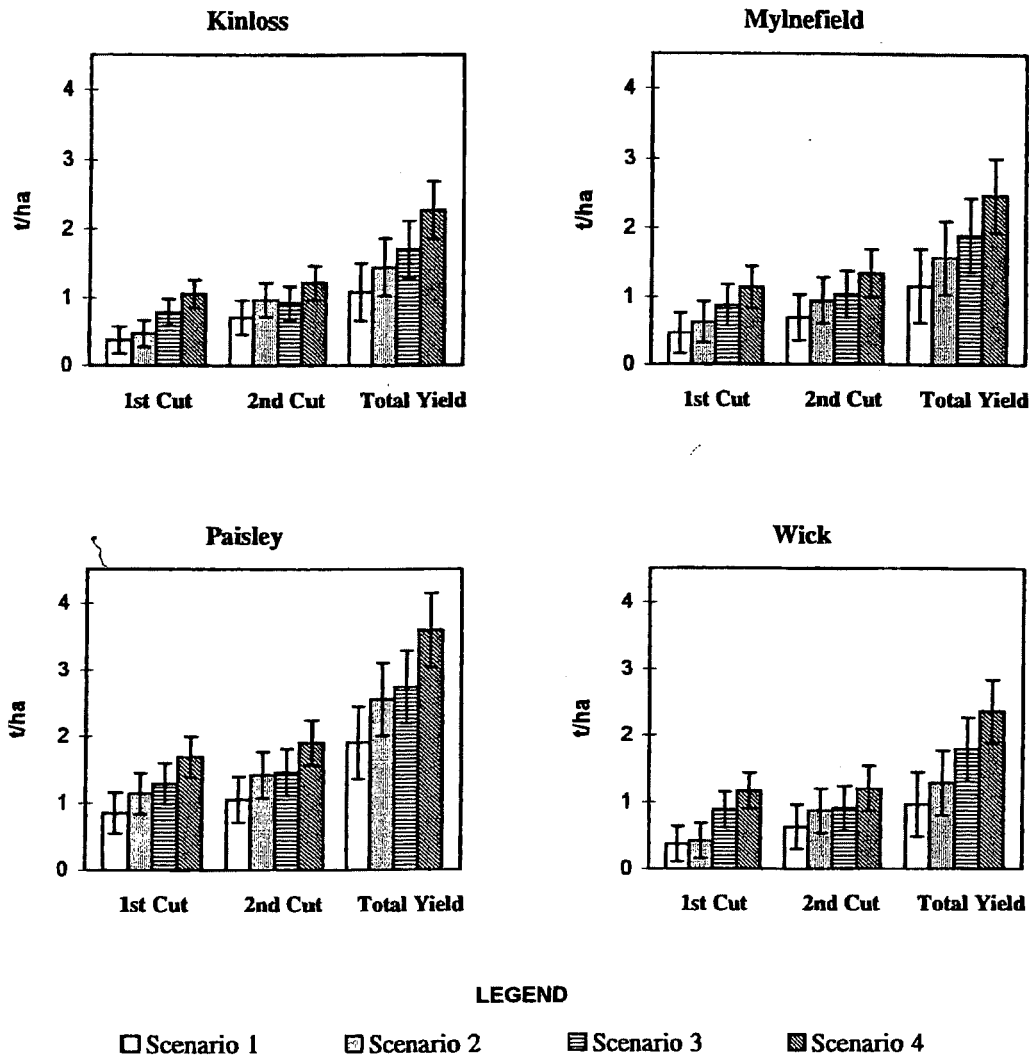 Kinloss
4
3
2
1
0
t/ha
1st Cut 2nd Cut Total Yield
Mylnefield
4
3
2
1
0
t/ha
1st Cut 2nd Cut Total Yield
Paisley
4
3
2
1
0
t/ha
1st Cut 2nd Cut Total Yield
Wick
4
3
2
1
0
t/ha
1st Cut 2nd Cut Total Yield
LEGEND
Scenario 1 Scenario 2 Scenario 3 Scenario 4